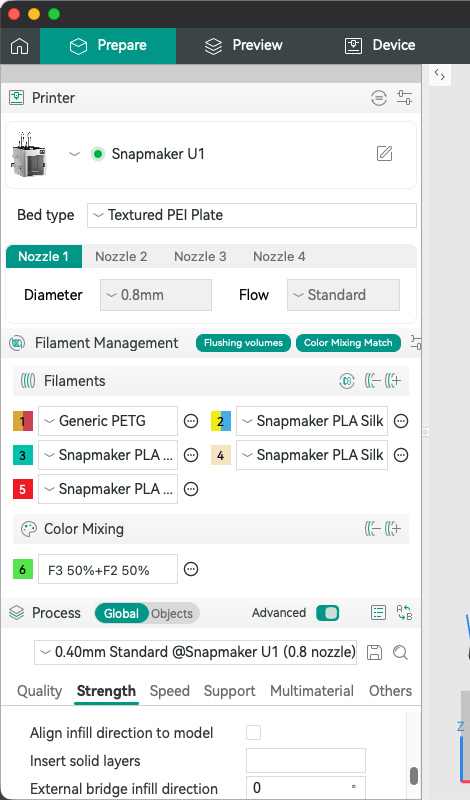 Prepare Preview Device
Printer
Snapmaker U1
Bed type Textured PEI Plate
Nozzle 1 Nozzle 2 Nozzle 3 Nozzle 4
Diameter 0.8mm Flow Standard
Filament Management Flushing volumes Color Mixing Match
Filaments
1 Generic PETG 2 Snapmaker PLA Silk
3 Snapmaker PLA ... 4 Snapmaker PLA Silk
5 Snapmaker PLA ...
Color Mixing
6 F3 50%+F2 50%
Process Global Objects Advanced
0.40mm Standard @Snapmaker U1 (0.8 nozzle)
Quality Strength Speed Support Multimaterial Others
Align infill direction to model
Insert solid layers
External bridge infill direction 0 °
Z